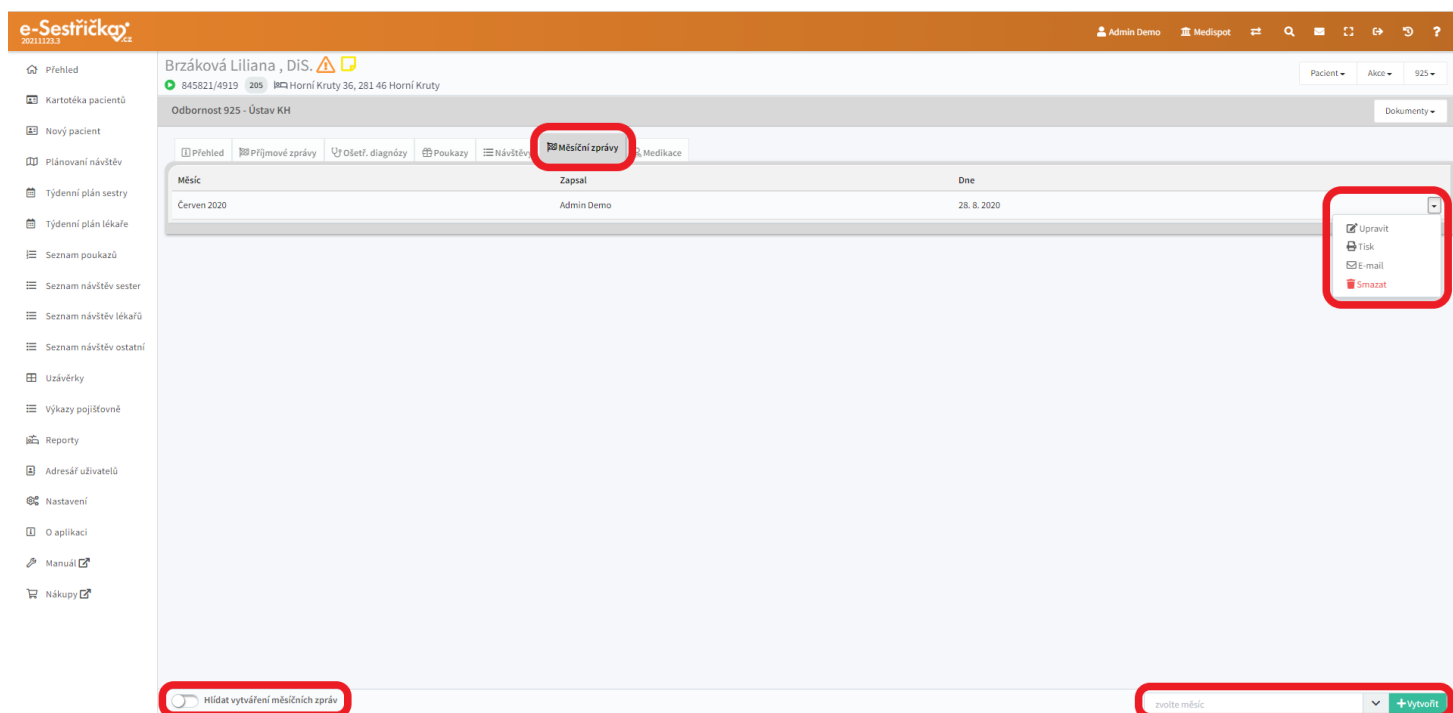 e-Sestřička.cz
20211123.3
Admin Demo
Medispot
?
Přehled
Kartotéka pacientů
Nový pacient
Plánovaní návštěv
Týdenní plán sestry
Týdenní plán lékaře
Seznam poukazů
Seznam návštěv sester
Seznam návštěv lékařů
Seznam návštěv ostatní
Uzávěrky
Výkazy pojišťovně
Reporty
Adresář uživatelů
Nastavení
O aplikaci
Manuál
Nákupy
Brzáková Liliana , DiS.
845821/4919 205 Horní Kruty 36, 281 46 Horní Kruty
Pacient Akce 925
Odbornost 925 - Ústav KH
Dokumenty
Přehled Příjmové zprávy Ošetř. diagnózy Poukazy Návštěvy Měsíční zprávy Medikace
Měsíc Zapsal Dne
Červen 2020 Admin Demo 28. 8. 2020
Upravit
Tisk
E-mail
Smazat
Hlídat vytváření měsíčních zpráv
zvolte měsíc
+Vytvořit